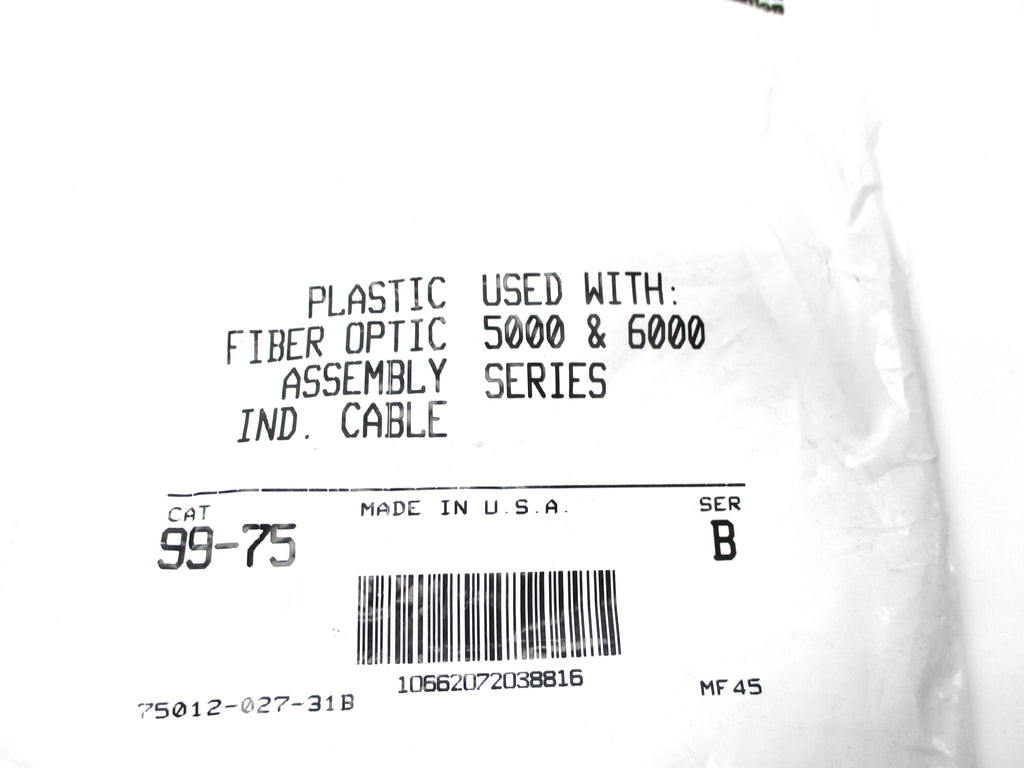 PLASTIC USED WITH:
FIBER OPTIC 5000 & 6000
ASSEMBLY SERIES
IND. CABLE
CAT MADE IN U.S.A. SER
99-75 B
10662072038816
75012-027-31B MF45